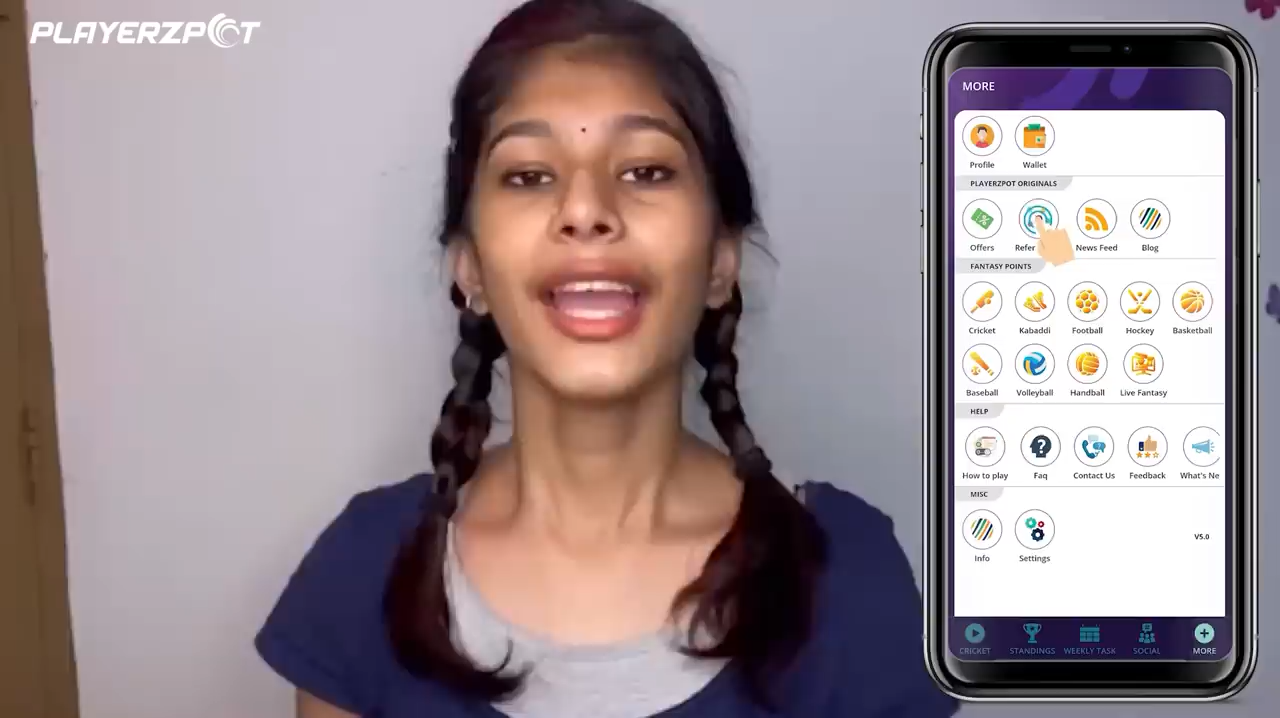 PLAYERZPOT
MORE
Profile Wallet
PLAYERZPOT ORIGINALS
Offers Refer News Feed Blog
FANTASY POINTS
Cricket Kabaddi Football Hockey Basketball
Baseball Volleyball Handball Live Fantasy
HELP
How to play Faq Contact Us Feedback What's Ne
MISC
V5.0
Info Settings
CRICKET STANDINGS WEEKLY TASK SOCIAL MORE